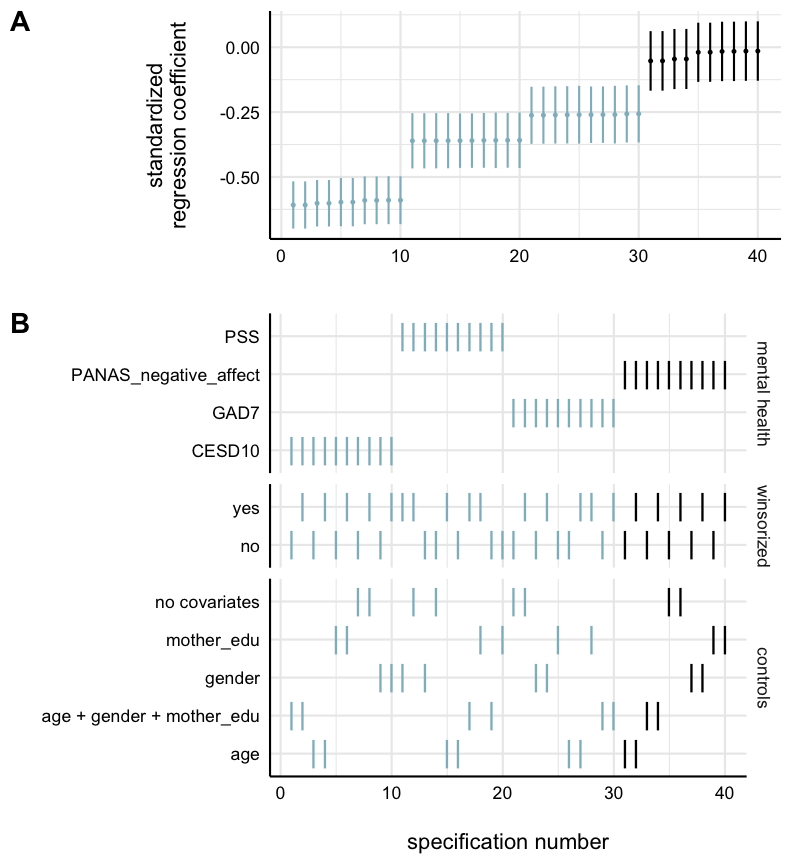 A
standardized
regression coefficient
0.00
-0.25
-0.50
0 10 20 30 40
B
PSS
PANAS_negative_affect
GAD7
CESD10
mental health
yes
no
winsorized
no covariates
mother_edu
gender
age + gender + mother_edu
age
controls
0 10 20 30 40
specification number